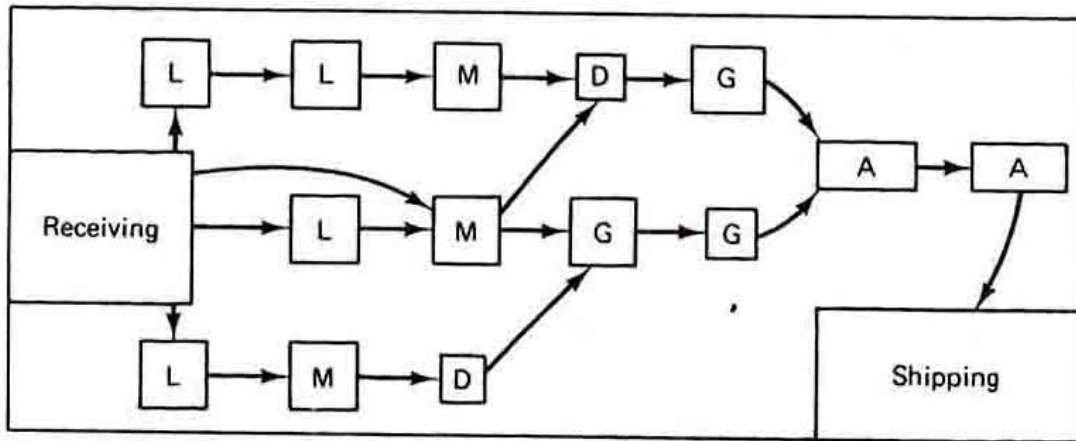 L L M D G
A A
Receiving L M G G
L M D
Shipping